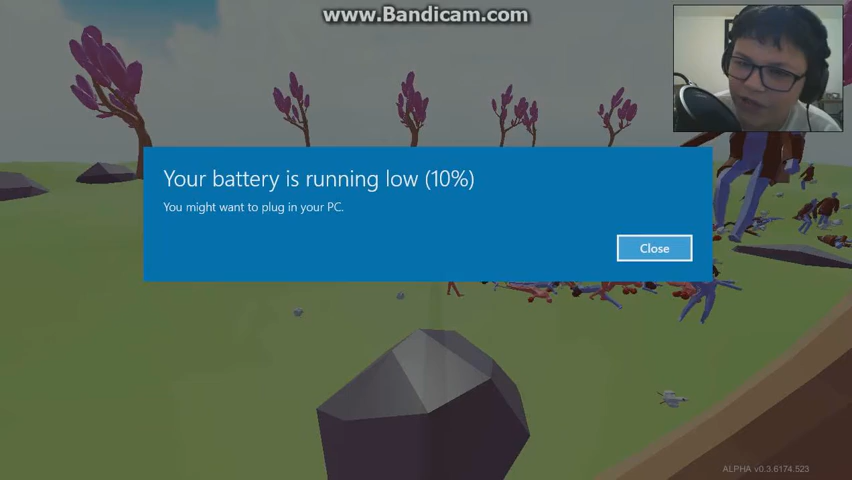 www.Bandicam.com
Your battery is running low (10%)
You might want to plug in your PC.
Close
ALPHA v0.3.6174.523